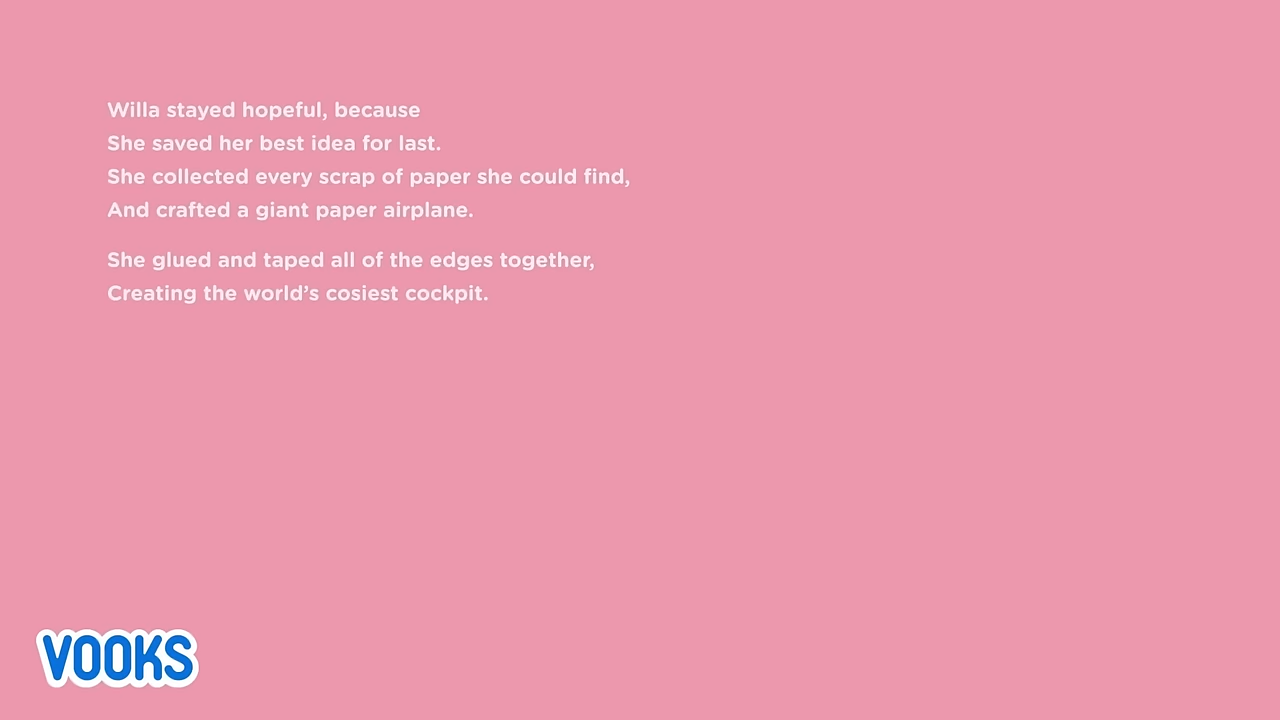 Willa stayed hopeful, because
She saved her best idea for last.
She collected every scrap of paper she could find,
And crafted a giant paper airplane.
She glued and taped all of the edges together,
Creating the world’s cosiest cockpit.
VOOKS